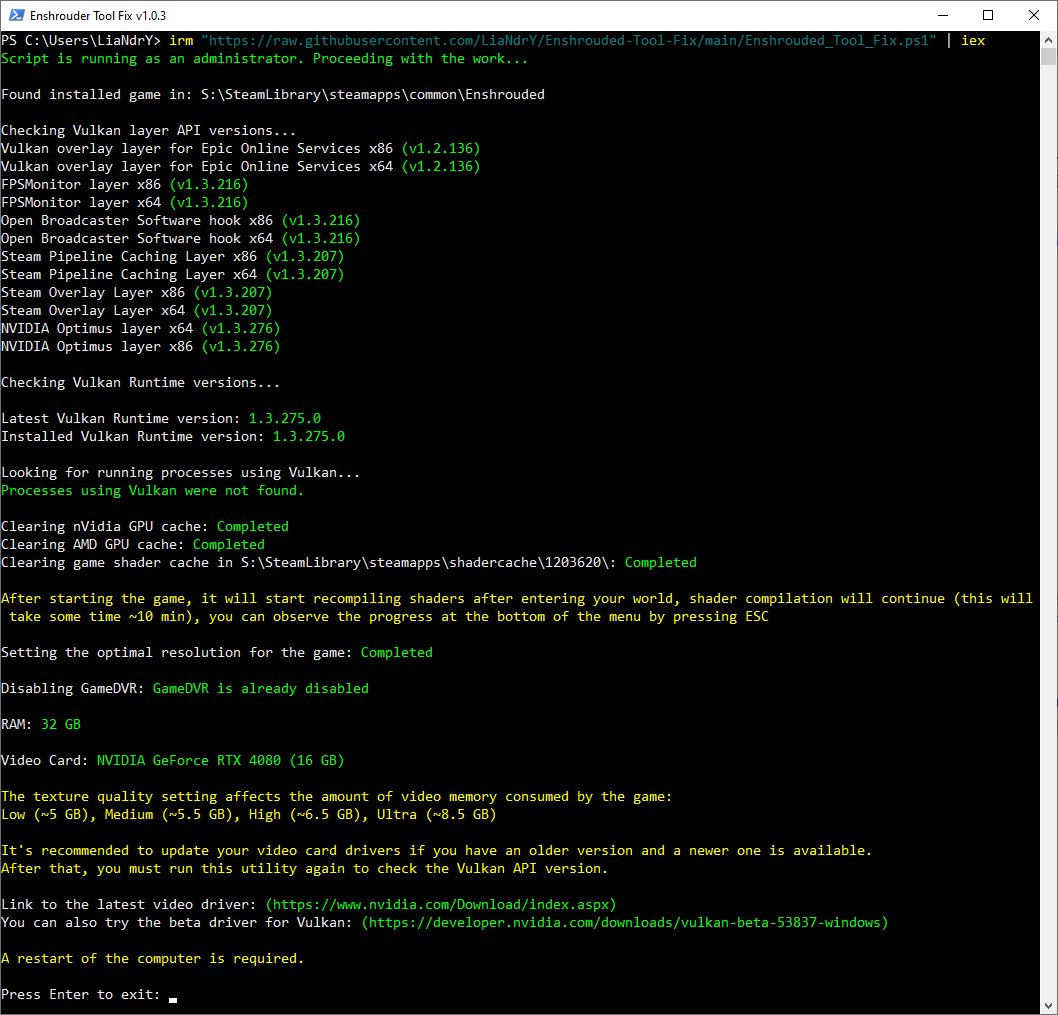 Enshrouder Tool Fix v1.0.3
PS C:\Users\LiaNdrY> irm "https://raw.githubusercontent.com/LiaNdrY/Enshrouded-Tool-Fix/main/Enshrouded_Tool_Fix.ps1" | iex
Script is running as an administrator. Proceeding with the work...
Found installed game in: S:\SteamLibrary\steamapps\common\Enshrouded
Checking Vulkan layer API versions...
Vulkan overlay layer for Epic Online Services x86 (v1.2.136)
Vulkan overlay layer for Epic Online Services x64 (v1.2.136)
FPSMonitor layer x86 (v1.3.216)
FPSMonitor layer x64 (v1.3.216)
Open Broadcaster Software hook x86 (v1.3.216)
Open Broadcaster Software hook x64 (v1.3.216)
Steam Pipeline Caching Layer x86 (v1.3.207)
Steam Pipeline Caching Layer x64 (v1.3.207)
Steam Overlay Layer x86 (v1.3.207)
Steam Overlay Layer x64 (v1.3.207)
NVIDIA Optimus layer x64 (v1.3.276)
NVIDIA Optimus layer x86 (v1.3.276)
Checking Vulkan Runtime versions...
Latest Vulkan Runtime version: 1.3.275.0
Installed Vulkan Runtime version: 1.3.275.0
Looking for running processes using Vulkan...
Processes using Vulkan were not found.
Clearing nVidia GPU cache: Completed
Clearing AMD GPU cache: Completed
Clearing game shader cache in S:\SteamLibrary\steamapps\shadercache\1203620\: Completed
After starting the game, it will start recompiling shaders after entering your world, shader compilation will continue (this will
take some time ~10 min), you can observe the progress at the bottom of the menu by pressing ESC
Setting the optimal resolution for the game: Completed
Disabling GameDVR: GameDVR is already disabled
RAM: 32 GB
Video Card: NVIDIA GeForce RTX 4080 (16 GB)
The texture quality setting affects the amount of video memory consumed by the game:
Low (~5 GB), Medium (~5.5 GB), High (~6.5 GB), Ultra (~8.5 GB)
It's recommended to update your video card drivers if you have an older version and a newer one is available.
After that, you must run this utility again to check the Vulkan API version.
Link to the latest video driver: (https://www.nvidia.com/Download/index.aspx)
You can also try the beta driver for Vulkan: (https://developer.nvidia.com/downloads/vulkan-beta-53837-windows)
A restart of the computer is required.
Press Enter to exit: